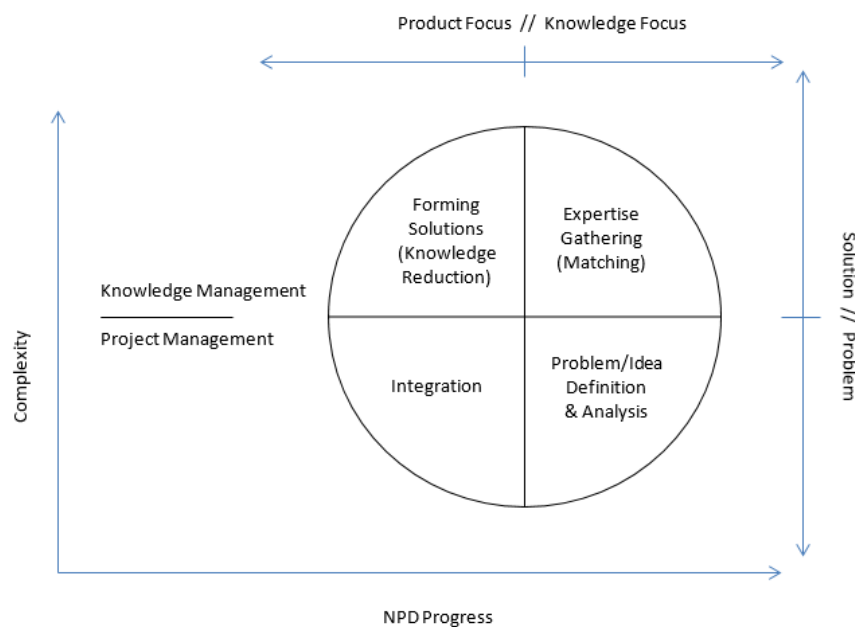 Product Focus // Knowledge Focus
Forming
Solutions
(Knowledge
Reduction)
Expertise
Gathering
(Matching)
Knowledge Management
Project Management
Integration
Problem/Idea
Definition
& Analysis
Complexity
Solution // Problem
NPD Progress